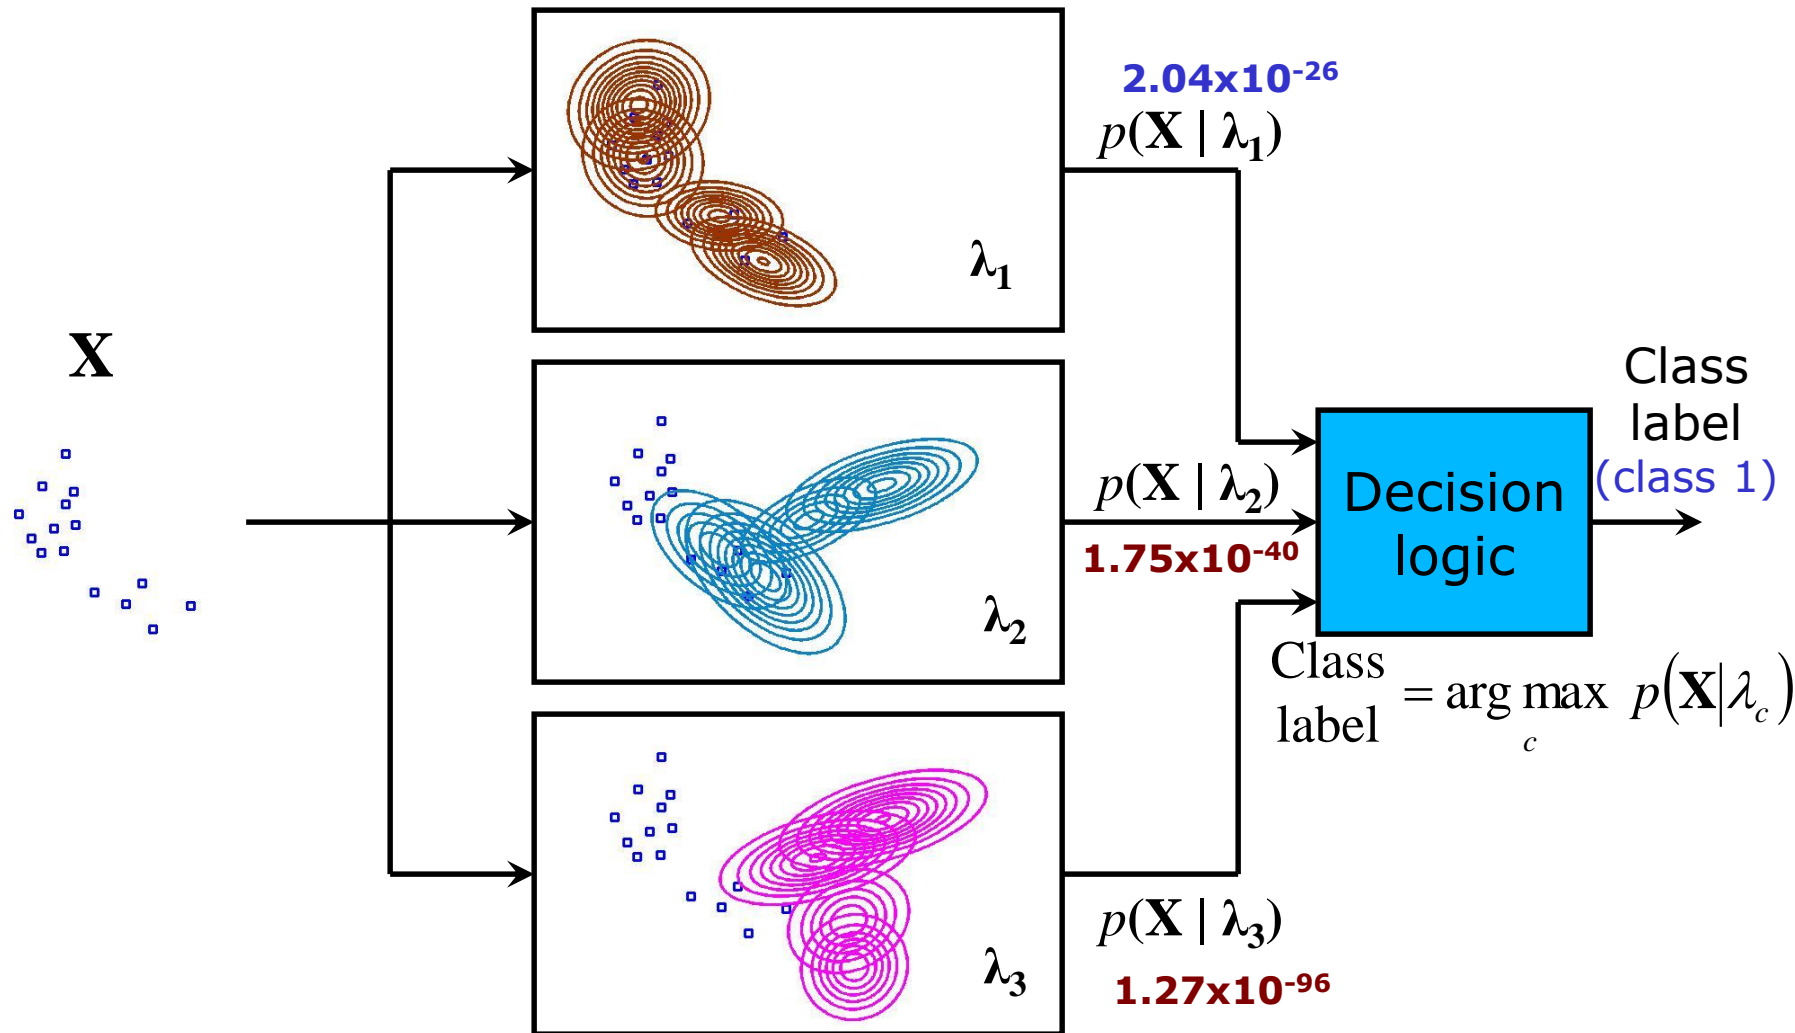 X
2.04x10⁻²⁶
p(X | λ₁)
λ₁
p(X | λ₂)
1.75x10⁻⁴⁰
λ₂
p(X | λ₃)
1.27x10⁻⁹⁶
λ₃
Decision
logic
Class
label
(class 1)
Class
label = arg max p(X|λ_c)
c